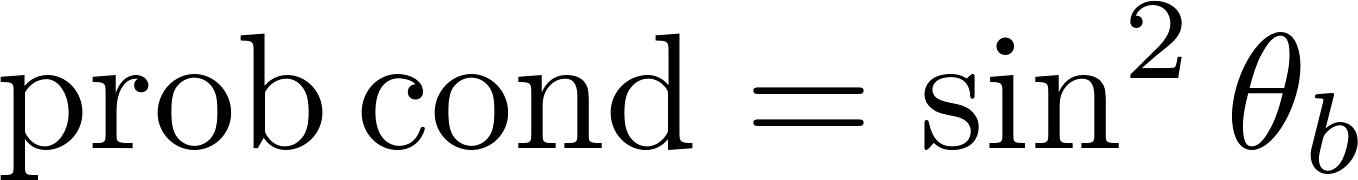 prob cond = sin² θ_b